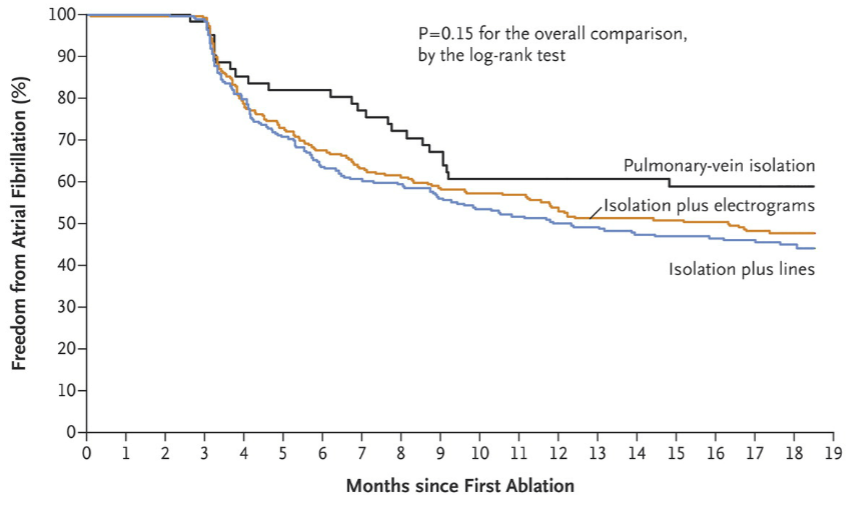 100
P=0.15 for the overall comparison,
by the log-rank test
90
80
70
60
50
40
30
20
10
0
Freedom from Atrial Fibrillation (%)
Pulmonary-vein isolation
Isolation plus electrograms
Isolation plus lines
0 1 2 3 4 5 6 7 8 9 10 11 12 13 14 15 16 17 18 19
Months since First Ablation